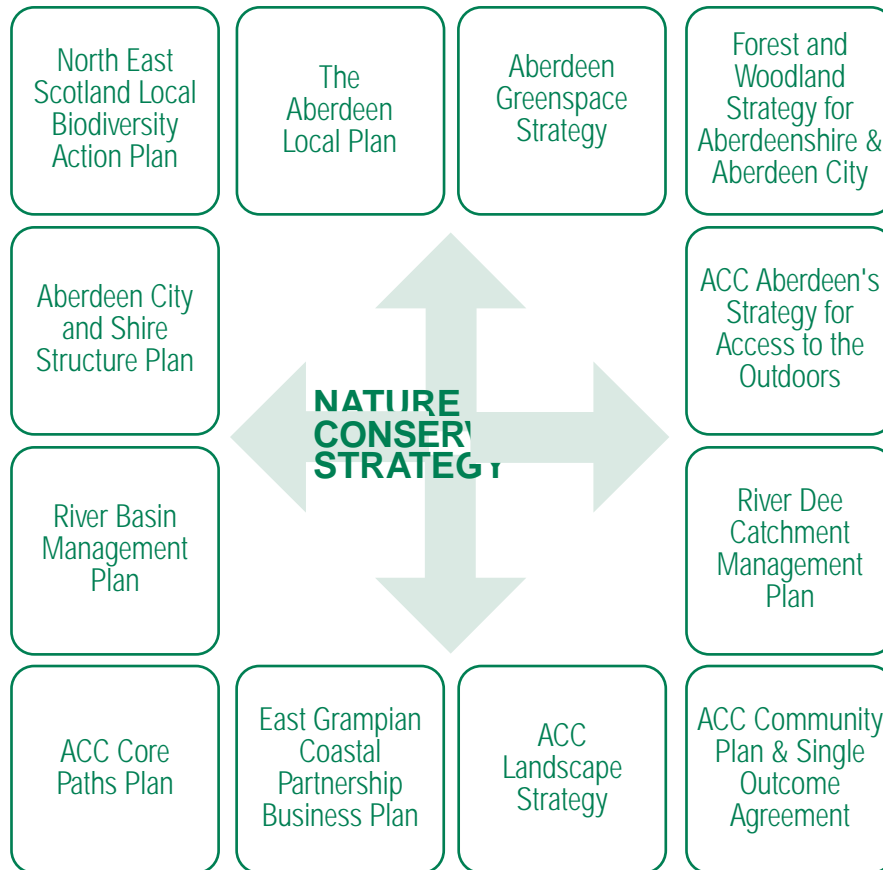 North East
Scotland Local
Biodiversity
Action Plan
The
Aberdeen
Local Plan
Aberdeen
Greenspace
Strategy
Forest and
Woodland
Strategy for
Aberdeenshire &
Aberdeen City
Aberdeen City
and Shire
Structure Plan
ACC Aberdeen's
Strategy for
Access to the
Outdoors
NATURE
CONSERV
STRATEGY
River Basin
Management
Plan
River Dee
Catchment
Management
Plan
ACC Core
Paths Plan
East Grampian
Coastal
Partnership
Business Plan
ACC
Landscape
Strategy
ACC Community
Plan & Single
Outcome
Agreement